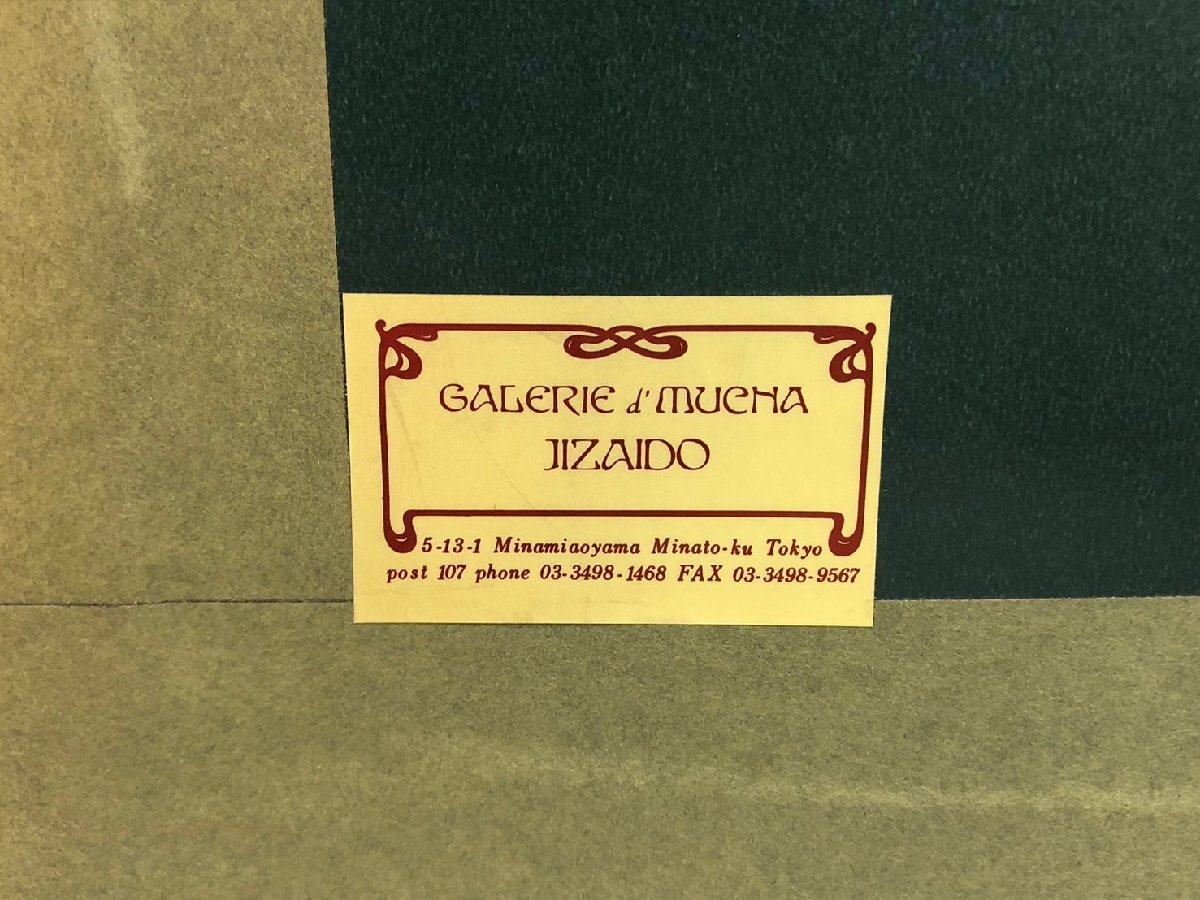 GALERIE d' MUCHA
JIZAIDO
5-13-1 Minamiaoyama Minato-ku Tokyo
post 107 phone 03-3498-1468 FAX 03-3498-9567